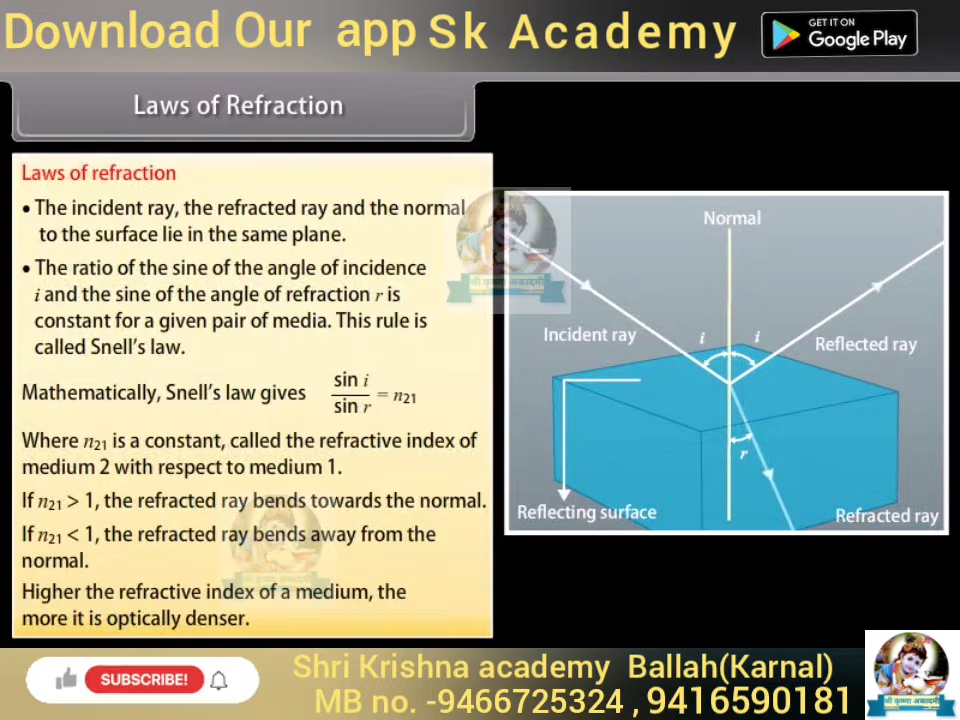 Download Our app Sk Academy
GET IT ON
Google Play
Laws of Refraction
Laws of refraction
• The incident ray, the refracted ray and the normal
to the surface lie in the same plane.
• The ratio of the sine of the angle of incidence
i and the sine of the angle of refraction r is
constant for a given pair of media. This rule is
called Snell's law.
Mathematically, Snell's law gives sin i / sin r = n21
Where n21 is a constant, called the refractive index of
medium 2 with respect to medium 1.
If n21 > 1, the refracted ray bends towards the normal.
If n21 < 1, the refracted ray bends away from the
normal.
Higher the refractive index of a medium, the
more it is optically denser.
श्री कृष्णा अकादमी
Normal
Incident ray
i
i
Reflected ray
r
Reflecting surface
Refracted ray
श्री कृष्णा अकादमी
SUBSCRIBE!
Shri Krishna academy Ballah(Karnal)
MB no. -9466725324 , 9416590181
श्री कृष्णा अकादमी